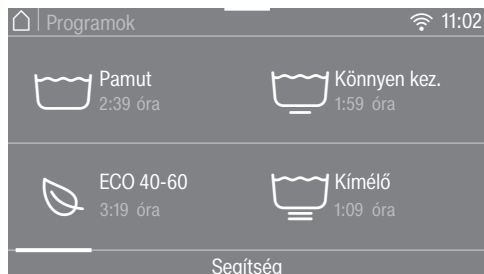 Programok 11:02
Pamut
2:39 óra
Könnyen kez.
1:59 óra
ECO 40-60
3:19 óra
Kímélő
1:09 óra
Segítség